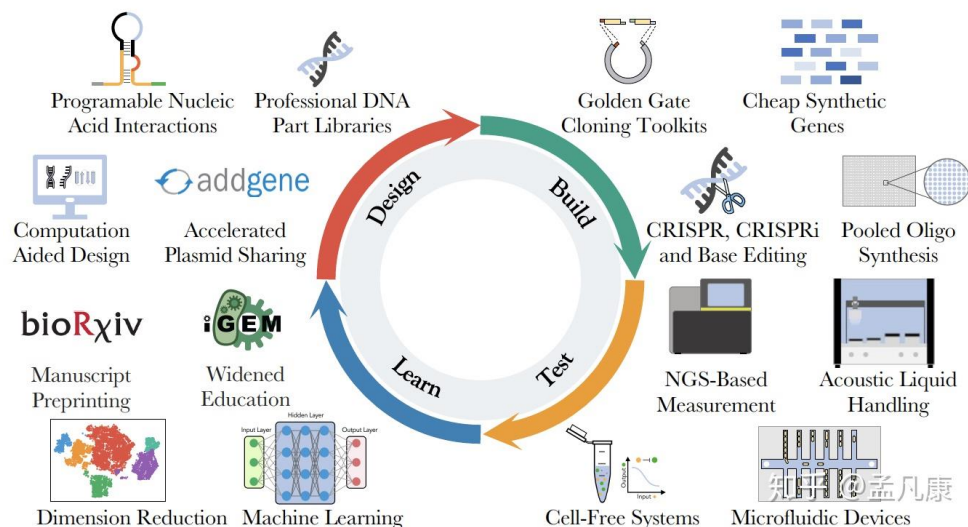 Programable Nucleic
Acid Interactions
Professional DNA
Part Libraries
Golden Gate
Cloning Toolkits
Cheap Synthetic
Genes
addgene
Computation
Aided Design
Accelerated
Plasmid Sharing
Design
Build
CRISPR, CRISPRi
and Base Editing
Pooled Oligo
Synthesis
bioRxiv
iGEM
Manuscript
Preprinting
Widened
Education
Learn
Test
NGS-Based
Measurement
Acoustic Liquid
Handling
Input Layer
Hidden Layer
Output Layer
Output
Input
Dimension Reduction
Machine Learning
Cell-Free Systems
Microfluidic Devices
知乎 @孟凡康